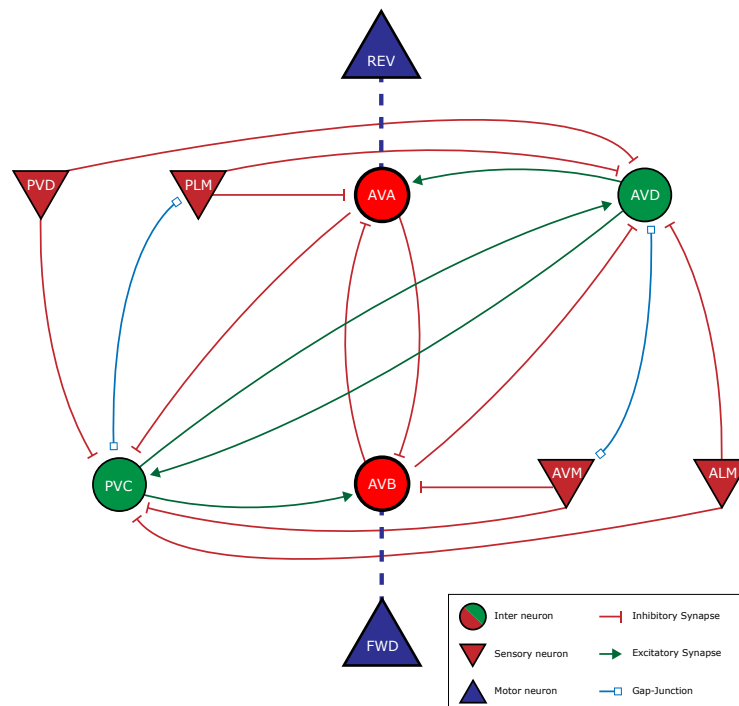 REV
PVD
PLM
AVA
AVD
PVC
AVB
AVM
ALM
FWD
Inter neuron
Inhibitory Synapse
Sensory neuron
Excitatory Synapse
Motor neuron
Gap-Junction